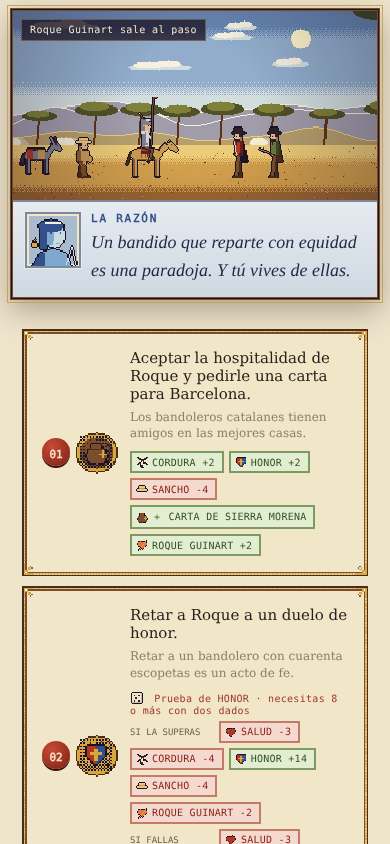 Roque Guinart sale al paso
LA RAZÓN
Un bandido que reparte con equidad
es una paradoja. Y tú vives de ellas.
01
Aceptar la hospitalidad de
Roque y pedirle una carta
para Barcelona.
Los bandoleros catalanes tienen
amigos en las mejores casas.
CORDURA +2 HONOR +2
SANCHO -4
+ CARTA DE SIERRA MORENA
ROQUE GUINART +2
02
Retar a Roque a un duelo de
honor.
Retar a un bandolero con cuarenta
escopetas es un acto de fe.
Prueba de HONOR · necesitas 8
o más con dos dados
SI LA SUPERAS SALUD -3
CORDURA -4 HONOR +14
SANCHO -4
ROQUE GUINART -2
SI FALLAS SALUD -3